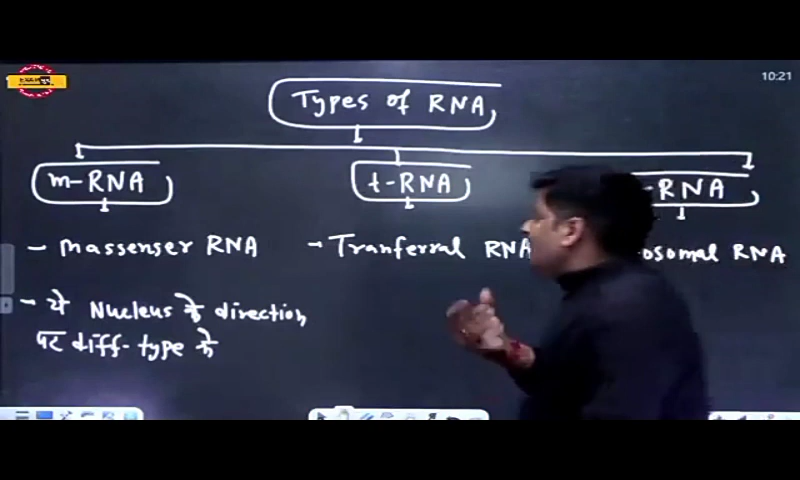 10:21
Types of RNA
m-RNA
t-RNA
-RNA
- Massenser RNA
- Tranferral RNA
osomal RNA
- ये Nucleus के direction
पर diff-type के